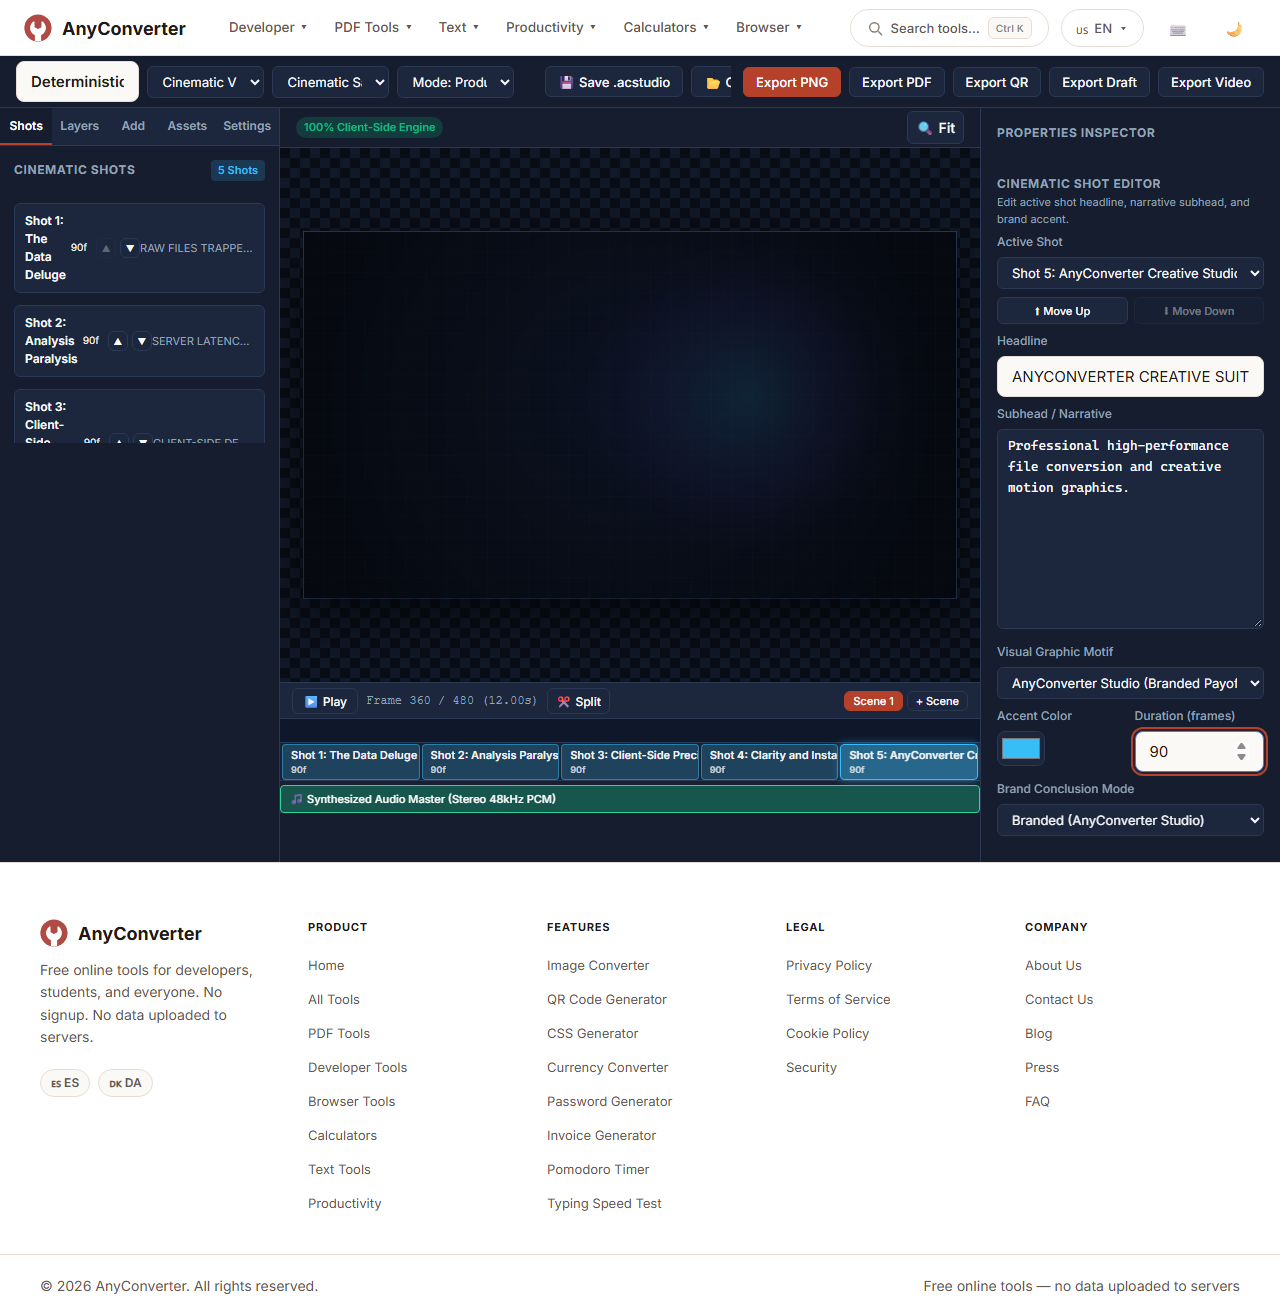 AnyConverter
Developer ▾
PDF Tools ▾
Text ▾
Productivity ▾
Calculators ▾
Browser ▾
Search tools...
Ctrl K
US EN ▾
Deterministic
Cinematic V
Cinematic S
Mode: Produ
Save .acstudio
Export PNG
Export PDF
Export QR
Export Draft
Export Video
Shots
Layers
Add
Assets
Settings
100% Client-Side Engine
Fit
PROPERTIES INSPECTOR
CINEMATIC SHOTS
5 Shots
Shot 1:
The
Data
Deluge
90f
▲
▼
RAW FILES TRAPPE...
Shot 2:
Analysis
Paralysis
90f
▲
▼
SERVER LATENC...
Shot 3:
Client-
Side
90f
▲
▼
CLIENT-SIDE DE...
CINEMATIC SHOT EDITOR
Edit active shot headline, narrative subhead, and
brand accent.
Active Shot
Shot 5: AnyConverter Creative Studio
⬆ Move Up
⬇ Move Down
Headline
ANYCONVERTER CREATIVE SUIT
Subhead / Narrative
Professional high-performance
file conversion and creative
motion graphics.
Visual Graphic Motif
AnyConverter Studio (Branded Payof
Accent Color
Duration (frames)
90
Brand Conclusion Mode
Branded (AnyConverter Studio)
Play
Frame 360 / 480 (12.00s)
Split
Scene 1
+ Scene
Shot 1: The Data Deluge
90f
Shot 2: Analysis Paralys
90f
Shot 3: Client-Side Preci
90f
Shot 4: Clarity and Insta
90f
Shot 5: AnyConverter Cr
90f
Synthesized Audio Master (Stereo 48kHz PCM)
AnyConverter
Free online tools for developers,
students, and everyone. No
signup. No data uploaded to
servers.
ES ES
DK DA
PRODUCT
Home
All Tools
PDF Tools
Developer Tools
Browser Tools
Calculators
Text Tools
Productivity
FEATURES
Image Converter
QR Code Generator
CSS Generator
Currency Converter
Password Generator
Invoice Generator
Pomodoro Timer
Typing Speed Test
LEGAL
Privacy Policy
Terms of Service
Cookie Policy
Security
COMPANY
About Us
Contact Us
Blog
Press
FAQ
© 2026 AnyConverter. All rights reserved.
Free online tools — no data uploaded to servers